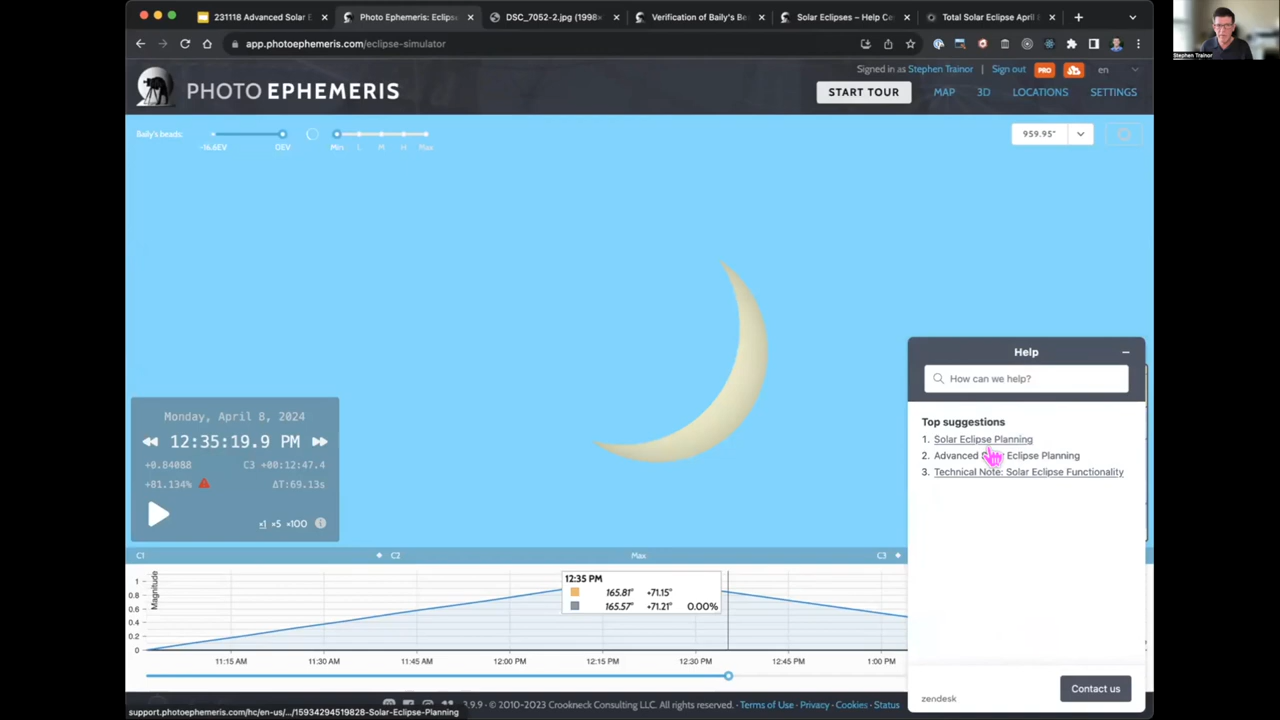 231118 Advanced Solar E
Photo Ephemeris: Eclips
DSC_7052-2.jpg (1998×
Verification of Baily's Be
Solar Eclipses – Help Ce
Total Solar Eclipse April
app.photoephemeris.com/eclipse-simulator
Stephen Trainor
PHOTO EPHEMERIS
Signed in as Stephen Trainor | Sign out PRO en
START TOUR MAP 3D LOCATIONS SETTINGS
Baily's beads:
-16.6EV 0EV Min L M H Max
959.95"
Monday, April 8, 2024
12:35:19.9 PM
+0.84088 C3 +00:12:47.4
+81.134% ΔT:69.13s
×1 ×5 ×100
Help
How can we help?
Top suggestions
1. Solar Eclipse Planning
2. Advanced Eclipse Planning
3. Technical Note: Solar Eclipse Functionality
zendesk
Contact us
C1 C2 Max C3
Magnitude
1
0.8
0.6
0.4
0.2
0
12:35 PM
165.81° +71.15°
165.57° +71.21° 0.00%
11:15 AM 11:30 AM 11:45 AM 12:00 PM 12:15 PM 12:30 PM 12:45 PM 1:00 PM
3.9.9 © 2010-2023 Crookneck Consulting LLC. All rights reserved. Terms of Use · Privacy · Cookies · Status
support.photoephemeris.com/hc/en-us/.../15934294519828-Solar-Eclipse-Planning